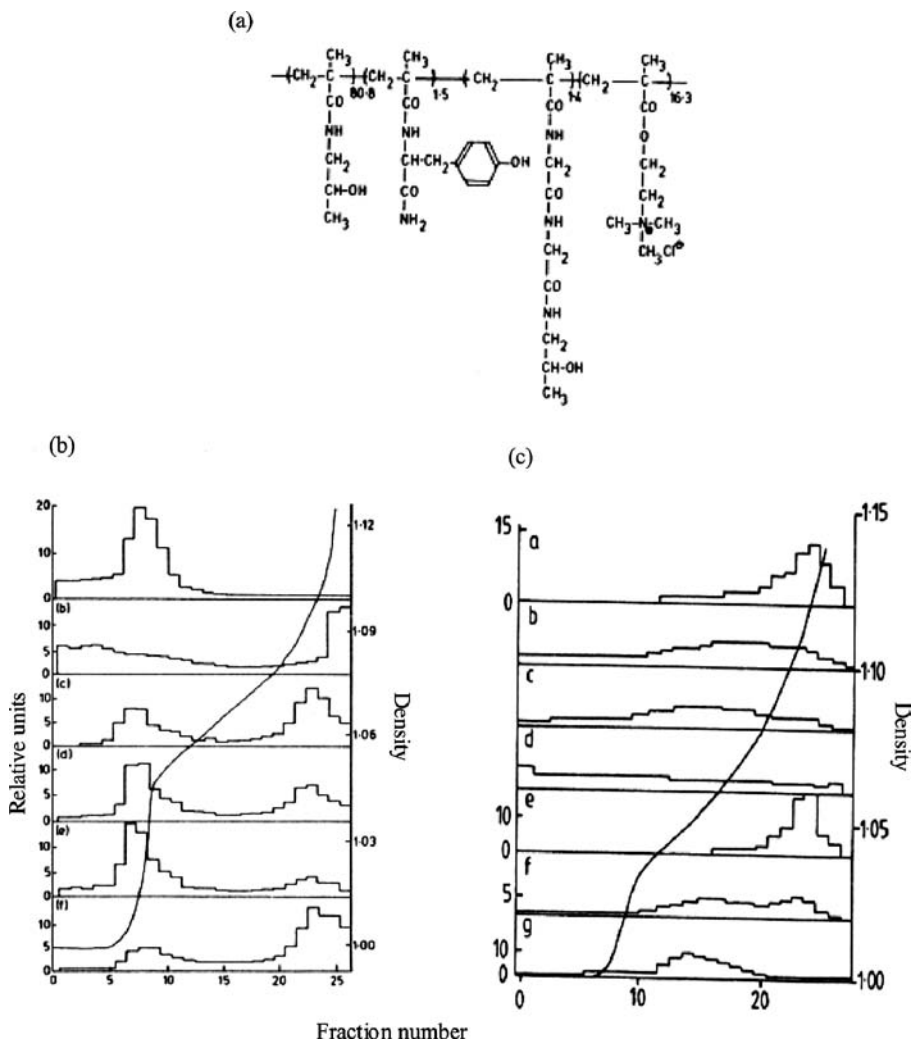 (a)
CH3 CH3 CH3 CH3
(CH2-C) (CH2-C) (CH2 C) (CH2 C)
80·8 1·5 1·4 16·3
CO CO CO CO
NH NH NH O
CH2 CH-CH2 OH CH2 CH2
CH-OH CO CO CH2
CH3 NH2 NH CH3-N-CH3
CH2 CH3Cl
CO
NH
CH2
CH-OH
CH3
(b)
(c)
20
10
0
(b)
5
0
(c)
10
5
0
(d)
10
5
0
(e)
10
5
0
(f)
10
5
0
0 5 10 15 20 25
1·12
1·09
1·06
1·03
1·00
Relative units
Density
15
0
a
b
c
d
e
10
0
f
5
g
10
0
0 10 20
1·15
1·10
1·05
1·00
Density
Fraction number